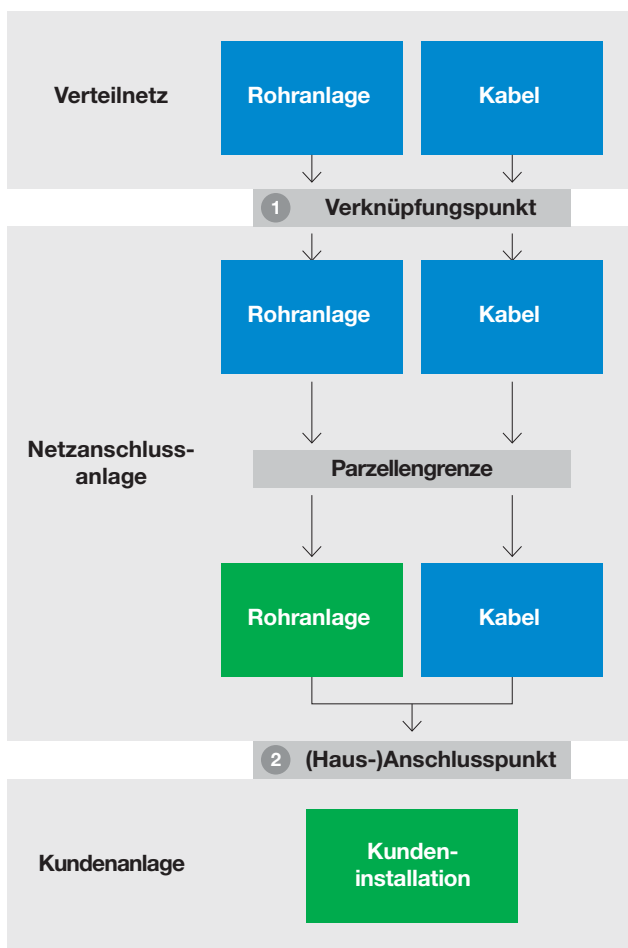 Verteilnetz
Rohranlage
Kabel
1 Verknüpfungspunkt
Rohranlage
Kabel
Netzanschluss-
anlage
Parzellengrenze
Rohranlage
Kabel
2 (Haus-)Anschlusspunkt
Kundenanlage
Kunden-
installation